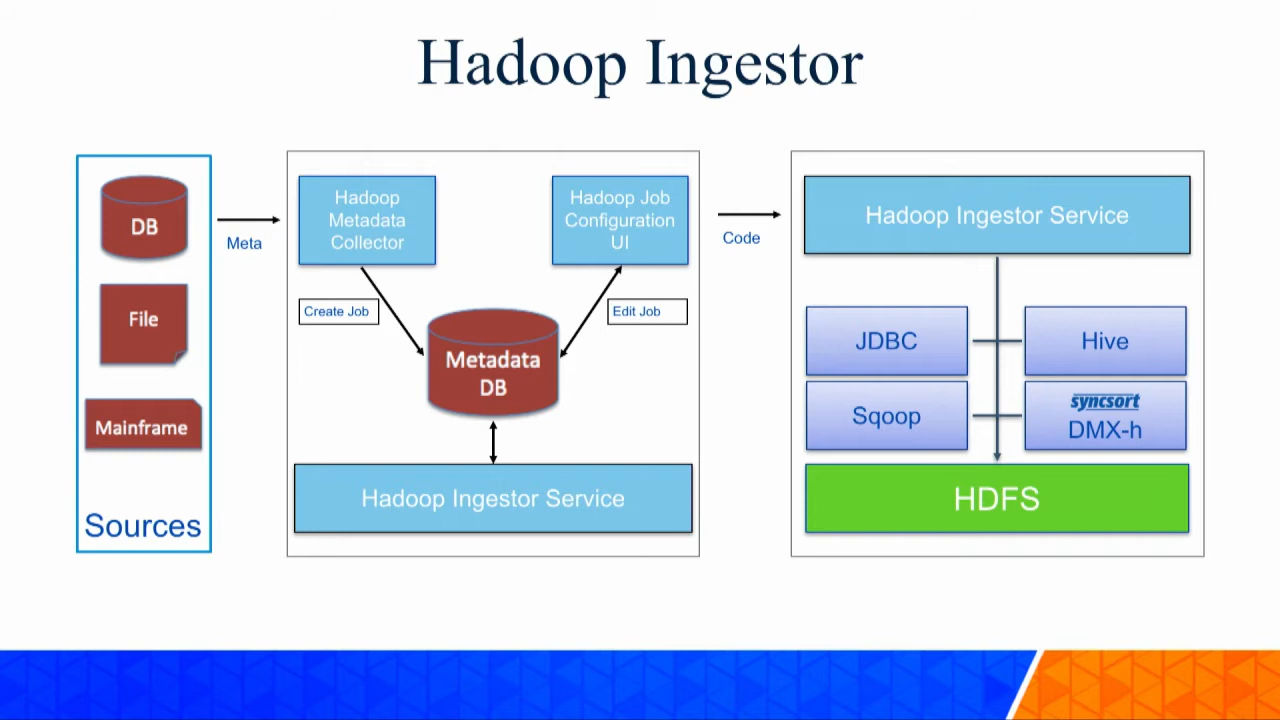 Hadoop Ingestor
DB
File
Mainframe
Sources
Meta
Hadoop
Metadata
Collector
Hadoop Job
Configuration
UI
Create Job
Edit Job
Metadata
DB
Hadoop Ingestor Service
Code
Hadoop Ingestor Service
JDBC
Hive
Sqoop
syncsort
DMX-h
HDFS